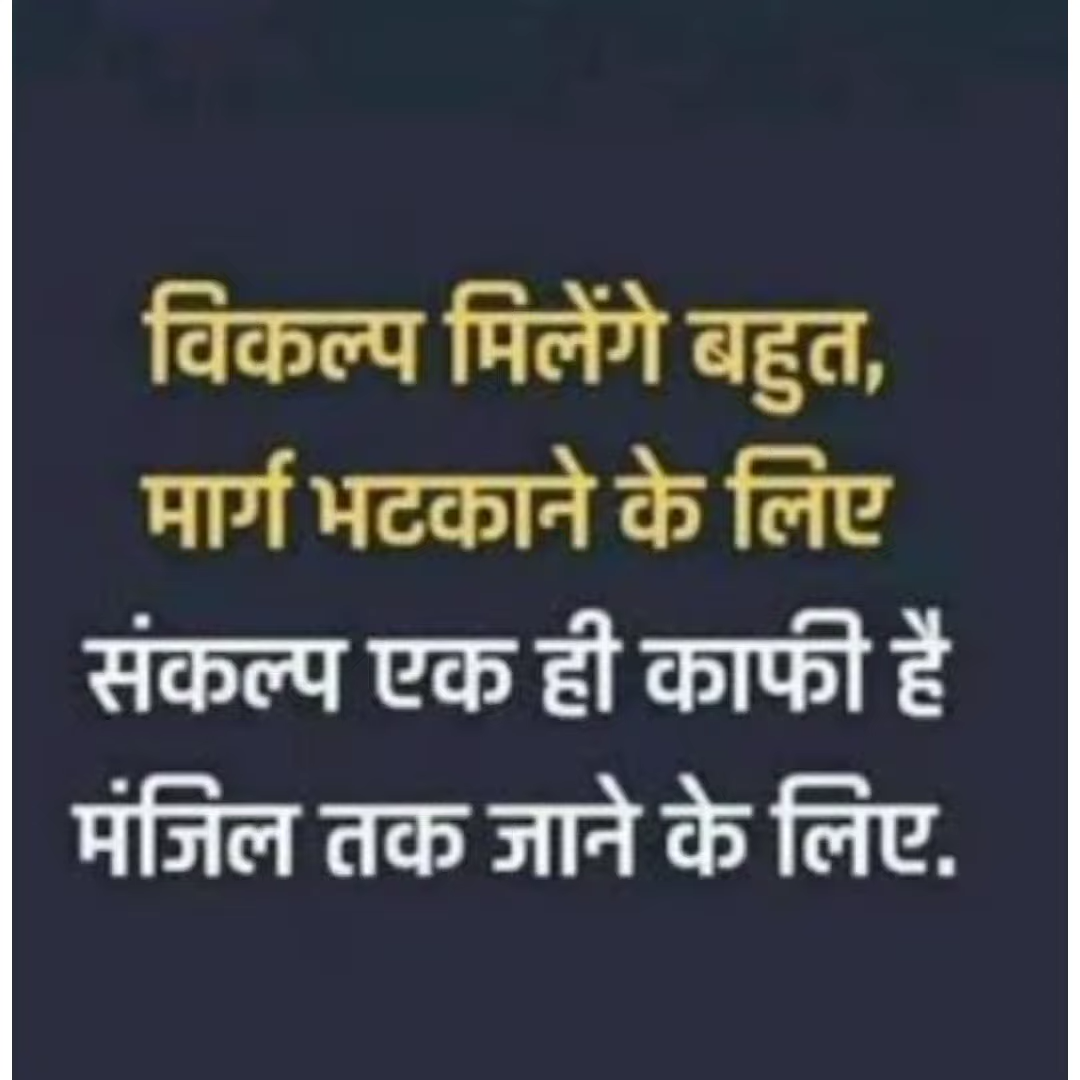 विकल्प मिलेंगे बहुत,
मार्ग भटकाने के लिए
संकल्प एक ही काफी है
मंजिल तक जाने के लिए.